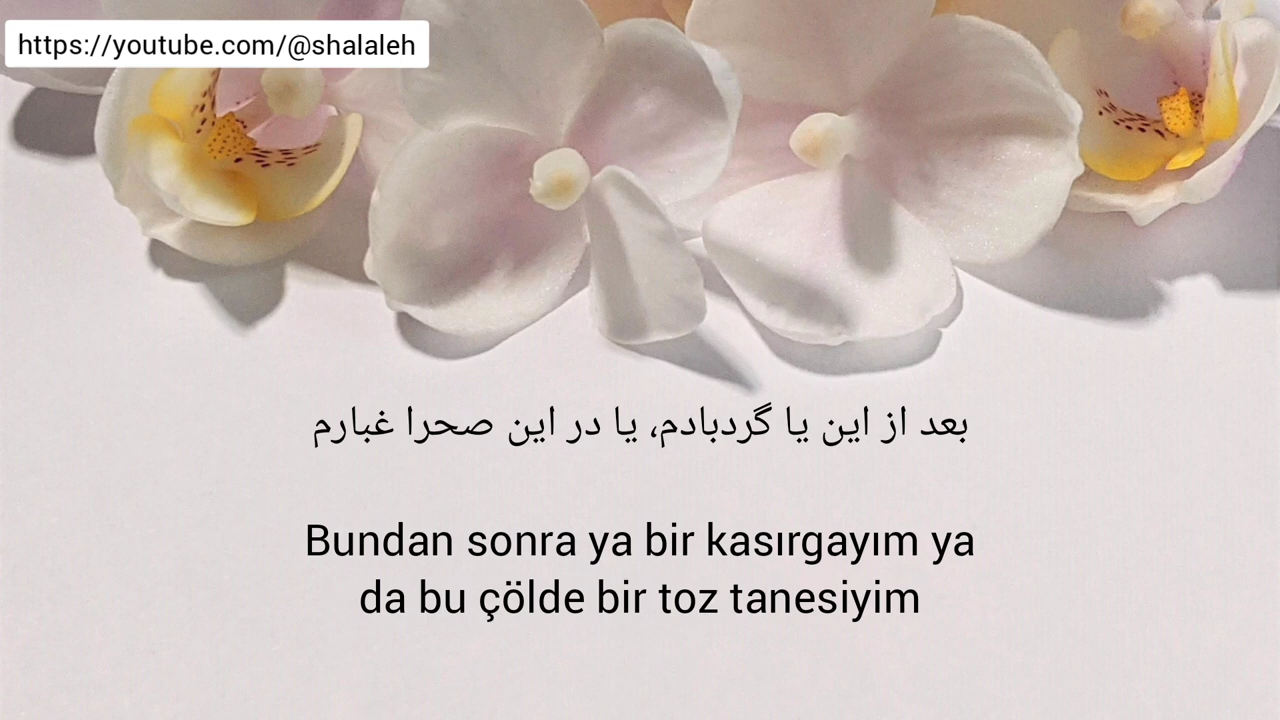 https://youtube.com/@shalaleh
بعد از این یا گردبادم، یا در این صحرا غبارم
Bundan sonra ya bir kasırgayım ya
da bu çölde bir toz tanesiyim